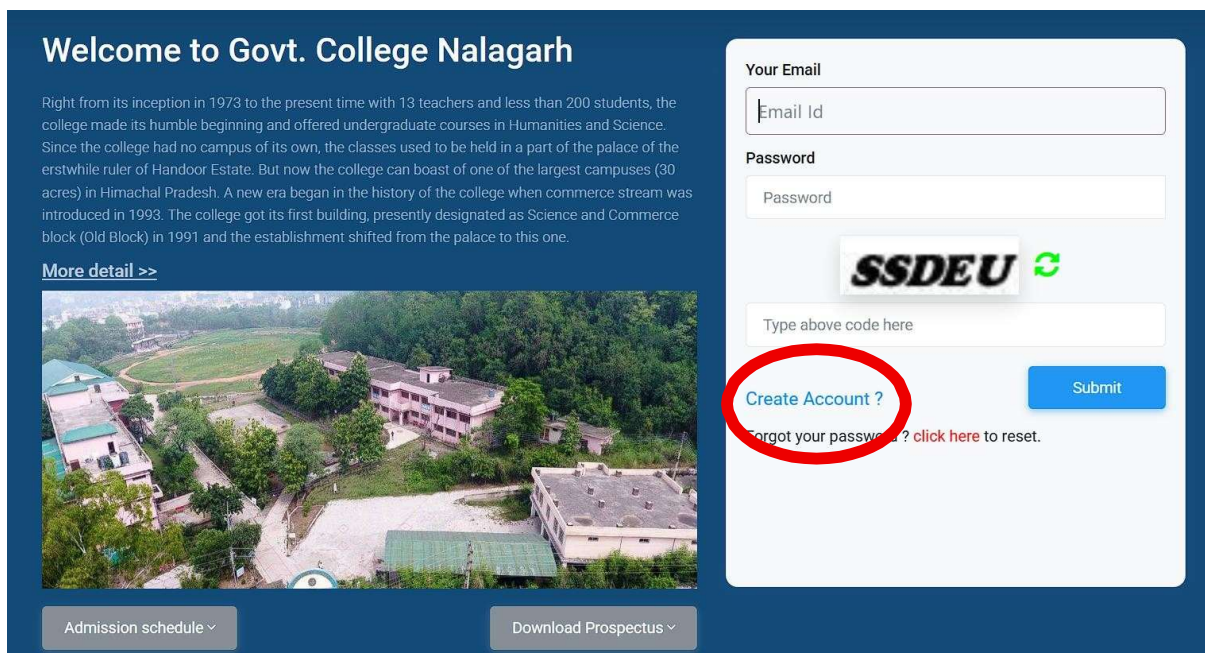 Welcome to Govt. College Nalagarh
Right from its inception in 1973 to the present time with 13 teachers and less than 200 students, the
college made its humble beginning and offered undergraduate courses in Humanities and Science.
Since the college had no campus of its own, the classes used to be held in a part of the palace of the
erstwhile ruler of Handoor Estate. But now the college can boast of one of the largest campuses (30
acres) in Himachal Pradesh. A new era began in the history of the college when commerce stream was
introduced in 1993. The college got its first building, presently designated as Science and Commerce
block (Old Block) in 1991 and the establishment shifted from the palace to this one.
More detail >>
Admission schedule
Download Prospectus
Your Email
Email Id
Password
Password
SSDEU
Type above code here
Create Account ?
Submit
Forgot your password ? click here to reset.